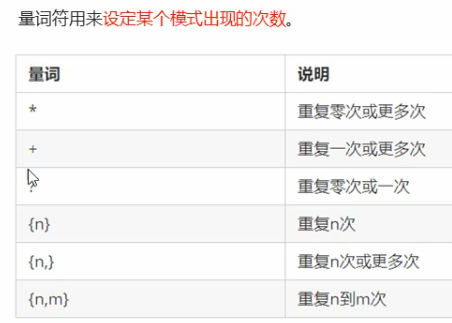 量词符用来设定某个模式出现的次数。
量词 说明
* 重复零次或更多次
+ 重复一次或更多次
? 重复零次或一次
{n} 重复n次
{n,} 重复n次或更多次
{n,m} 重复n到m次